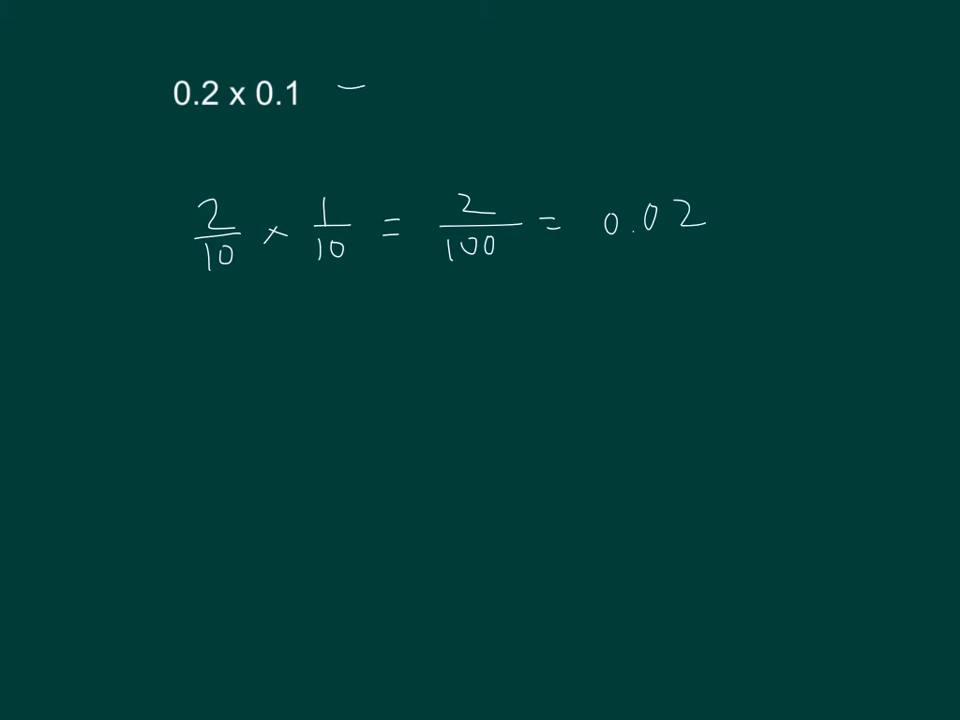 0.2 x 0.1 –
2/10 × 1/10 = 2/100 = 0.02